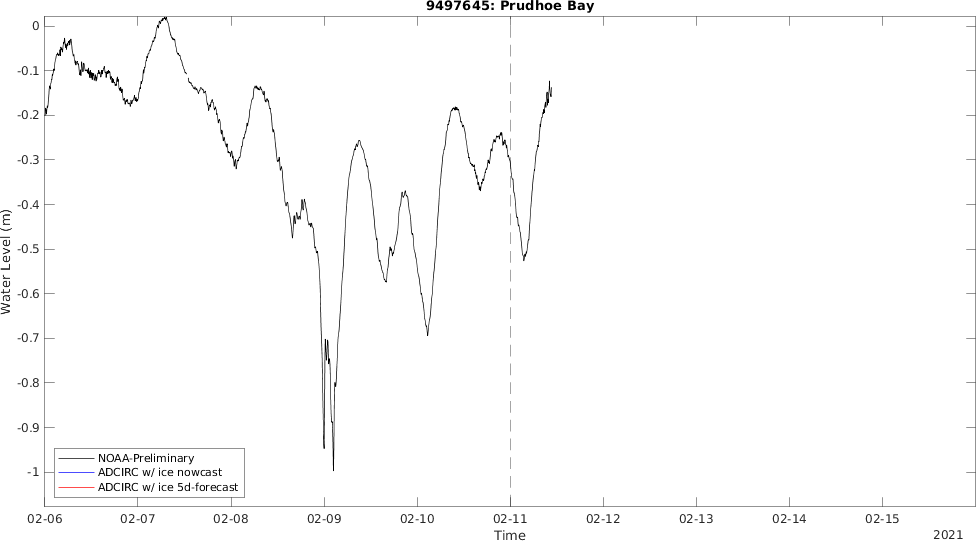 9497645: Prudhoe Bay
0
-0.1
-0.2
-0.3
-0.4
-0.5
-0.6
-0.7
-0.8
-0.9
-1
Water Level (m)
NOAA-Preliminary
ADCIRC w/ ice nowcast
ADCIRC w/ ice 5d-forecast
02-06 02-07 02-08 02-09 02-10 02-11 02-12 02-13 02-14 02-15
Time
2021